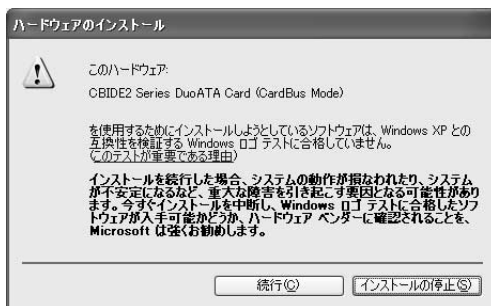 ハードウェアのインストール
このハードウェア:
CBIDE2 Series DuoATA Card (CardBus Mode)
を使用するためにインストールしようとしているソフトウェアは、Windows XP との
互換性を検証する Windows ロゴ テストに合格していません。
(このテストが重要である理由)
インストールを続行した場合、システムの動作が損なわれたり、システム
が不安定になるなど、重大な障害を引き起こす要因となる可能性があり
ます。今すぐインストールを中断し、Windows ロゴ テストに合格したソフ
トウェアが入手可能かどうか、ハードウェア ベンダーに確認されることを、
Microsoft は強くお勧めします。
続行(C) インストールの停止(S)